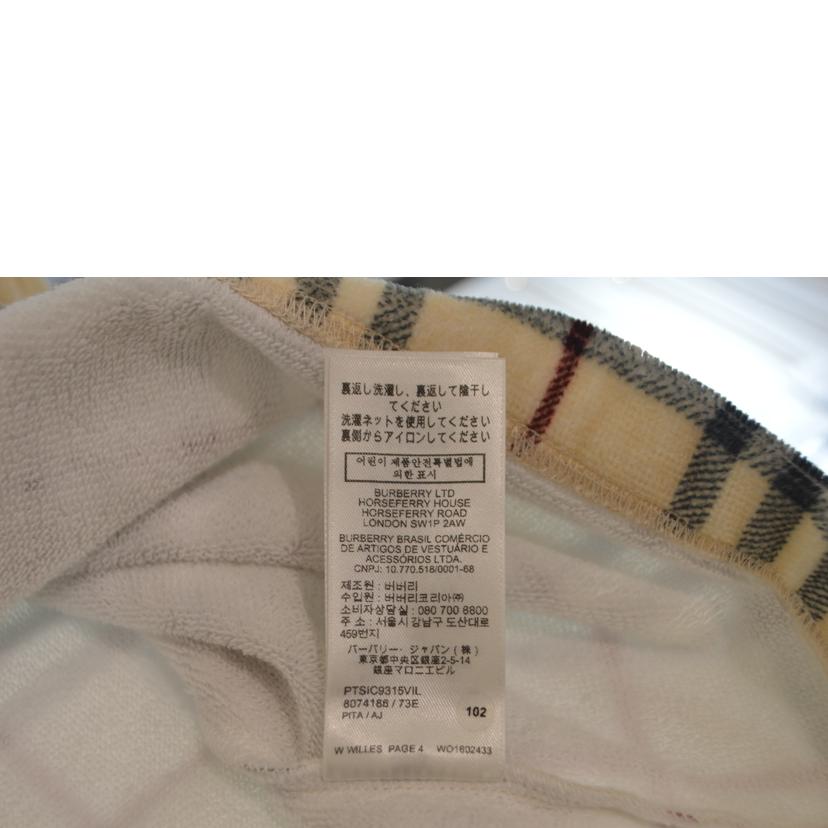 裏返し洗濯し、裏返して陰干し
てください
洗濯ネットを使用してください
裏側からアイロンしてください
어린이 제품안전특별법에
의한 표시
BURBERRY LTD
HORSEFERRY HOUSE
HORSEFERRY ROAD
LONDON SW1P 2AW
BURBERRY BRASIL COMÉRCIO
DE ARTIGOS DE VESTUÁRIO E
ACESSÓRIOS LTDA.
CNPJ: 10.770.518/0001-68
제조원 : 버버리
수입원 : 버버리코리아㈜
소비자상담실 : 080 700 8800
주 소 : 서울시 강남구 도산대로
459번지
バーバリー・ジャパン(株)
東京都中央区銀座2-5-14
銀座マロニエビル
PTSIC9315VIL
8074186 / 73E
PITA / AJ
102
W WILLES PAGE 4 WO1602433